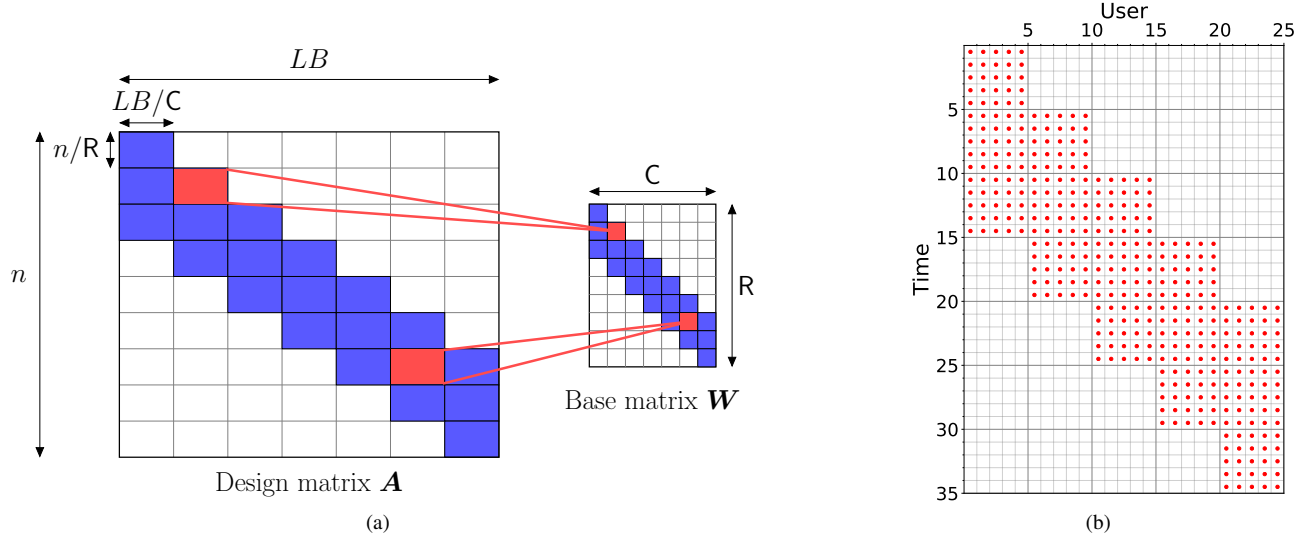 LB
LB/C
n/R
n
Design matrix A
(a)
C
R
Base matrix W
User
5 10 15 20 25
Time
5
10
15
20
25
30
35
(b)